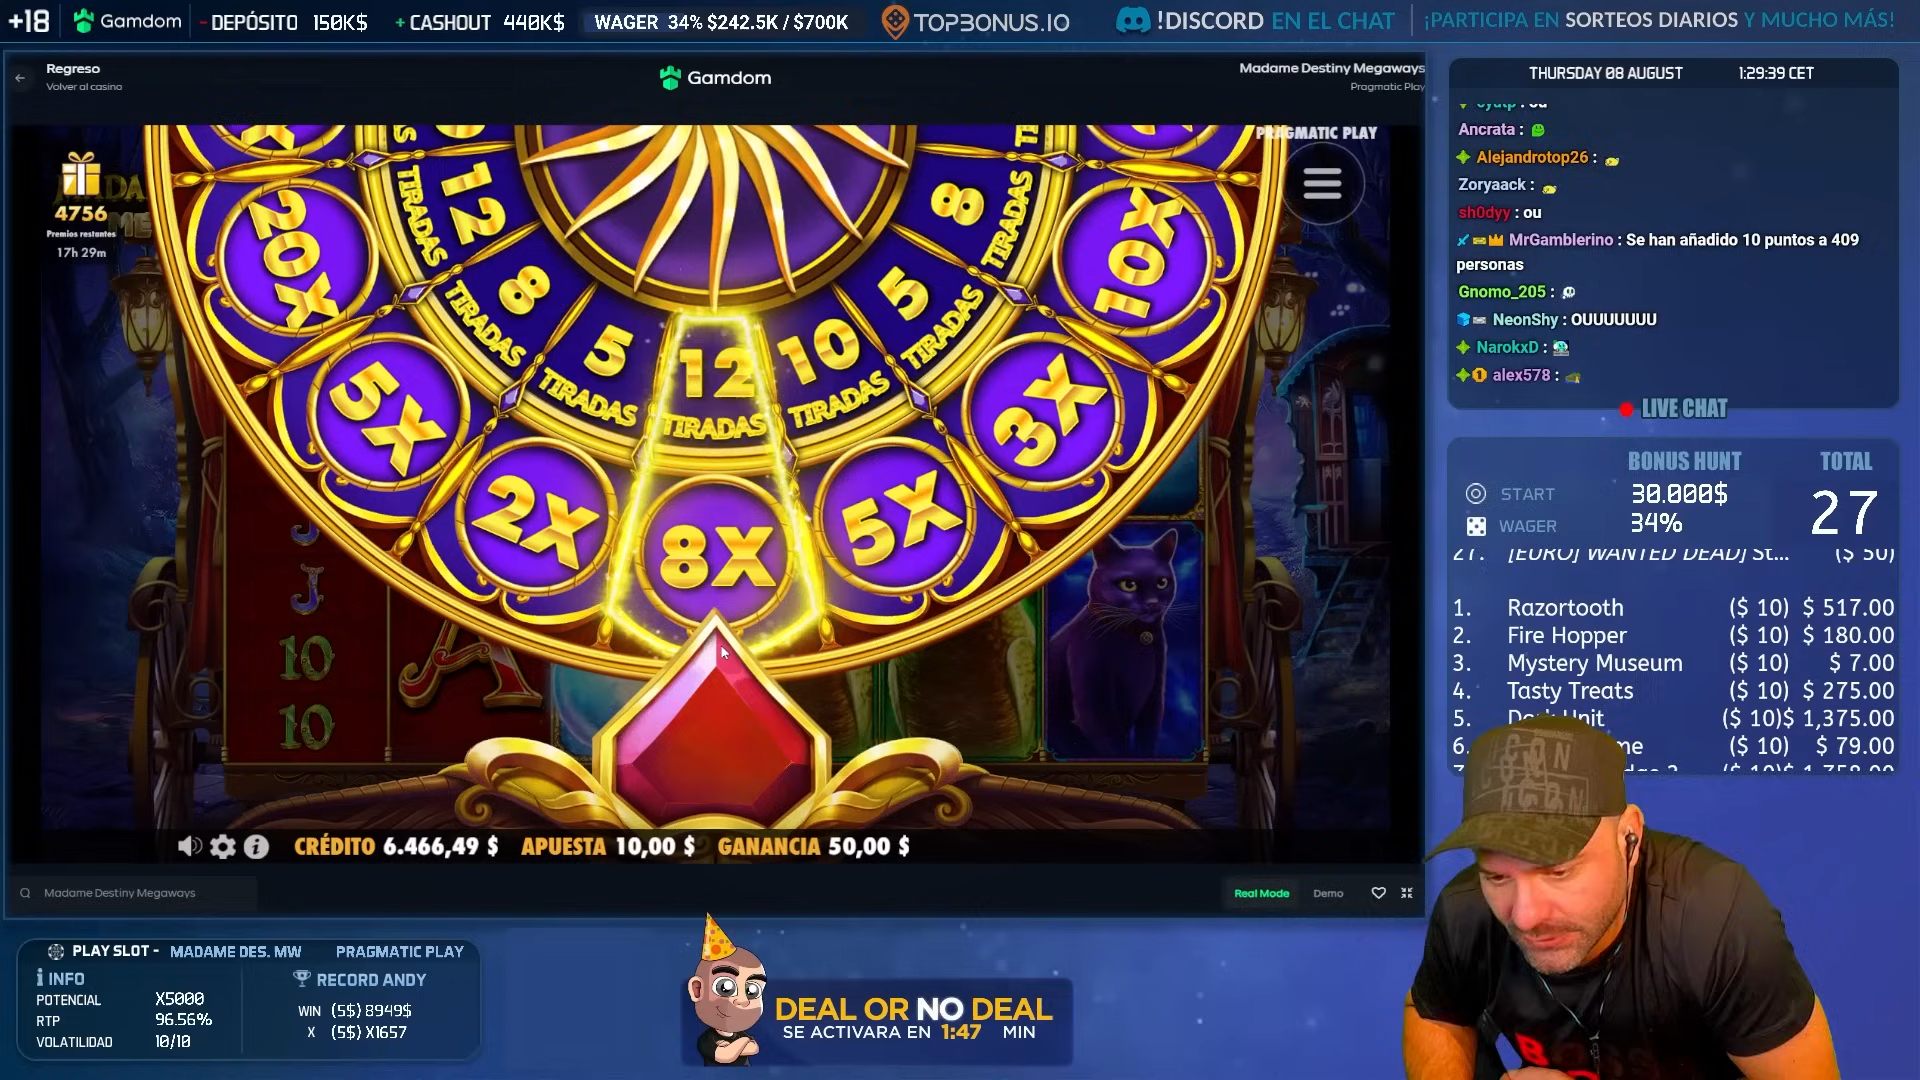 +18 Gamdom - DEPÓSITO 150K$ + CASHOUT 440K$ WAGER 34% $242.5K / $700K TOPBONUS.IO !DISCORD EN EL CHAT ¡PARTICIPA EN SORTEOS DIARIOS Y MUCHO MÁS!
Regreso
Volver al casino
Gamdom
Madame Destiny Megaways
Pragmatic Play
PRAGMATIC PLAY
4756
Premios restantes
17h 29m
12 TIRADAS
8 TIRADAS
5 TIRADAS
12 TIRADAS
10 TIRADAS
5 TIRADAS
8 TIRADAS
20X
5X
2X
8X
5X
3X
10X
J
J
10
10
A
CRÉDITO 6.466,49 $ APUESTA 10,00 $ GANANCIA 50,00 $
Madame Destiny Megaways
Real Mode Demo
THURSDAY 08 AUGUST 1:29:39 CET
Ancrata :
Alejandrotop26 :
Zoryaack :
sh0dyy : ou
MrGamblerino : Se han añadido 10 puntos a 409
personas
Gnomo_205 :
NeonShy : OUUUUUUU
NarokxD :
alex578 :
LIVE CHAT
BONUS HUNT TOTAL
START 30.000$
WAGER 34%
27
27. [EURO] WANTED DEAD] St... ($ 50)
1. Razortooth ($ 10) $ 517.00
2. Fire Hopper ($ 10) $ 180.00
3. Mystery Museum ($ 10) $ 7.00
4. Tasty Treats ($ 10) $ 275.00
5. ($ 10)$ 1,375.00
6. ($ 10) $ 79.00
PLAY SLOT - MADAME DES. MW PRAGMATIC PLAY
INFO
POTENCIAL X5000
RTP 96.56%
VOLATILIDAD 10/10
RECORD ANDY
WIN (5$) 8949$
X (5$) X1657
DEAL OR NO DEAL
SE ACTIVARA EN 1:47 MIN